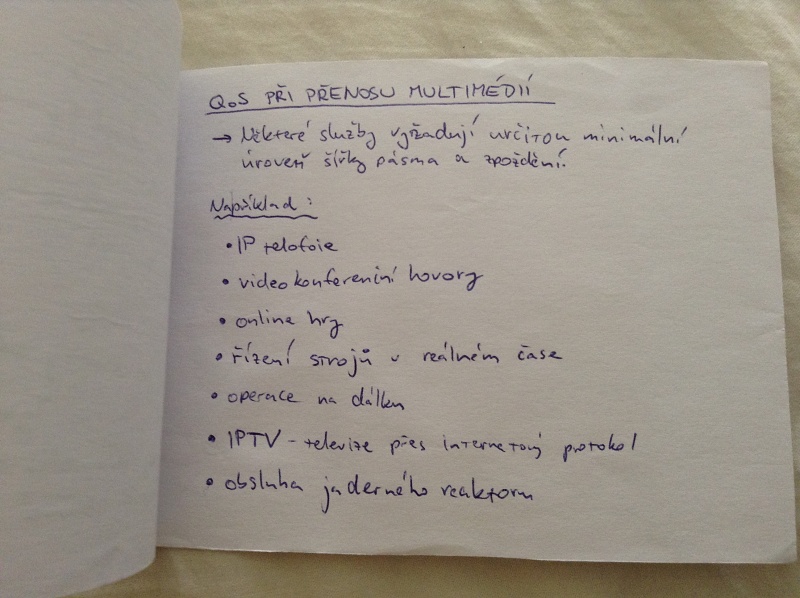 QoS PŘI PŘENOSU MULTIMÉDIÍ
→ Některé služby vyžadují určitou minimální
úroveň šířky pásma a zpoždění.
Například:
• IP telofoie
• videokonferenční hovory
• online hry
• řízení strojů v reálném čase
• operace na dálku
• IPTV - televize přes internetový protokol
• obsluha jaderného reaktoru